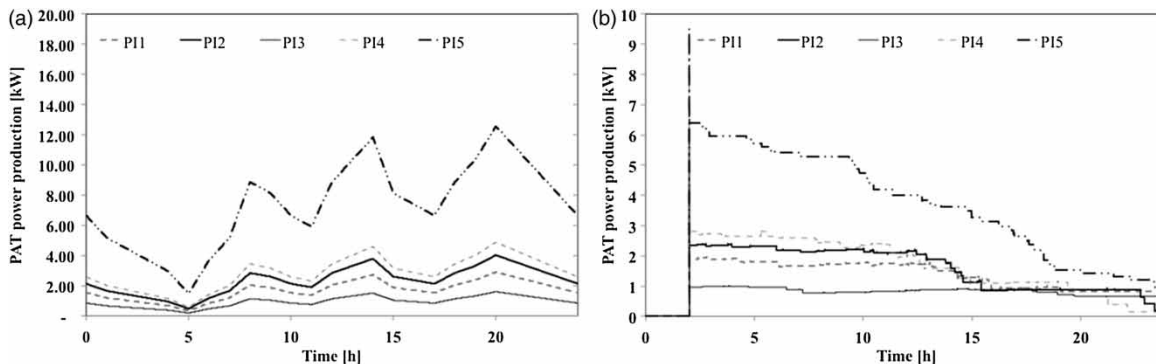 (a)
PAT power production [kW]
20.00
18.00
16.00
14.00
12.00
10.00
8.00
6.00
4.00
2.00
-
PI1 PI2 PI3 PI4 PI5
0 5 10 15 20
Time [h]
(b)
PAT power production [kW]
10
9
8
7
6
5
4
3
2
1
0
PI1 PI2 PI3 PI4 PI5
0 5 10 15 20
Time [h]